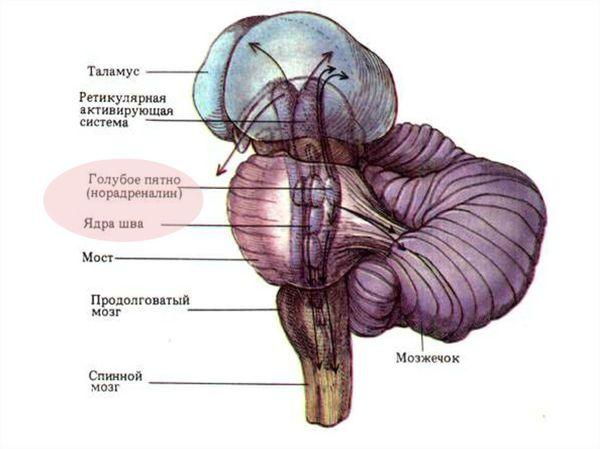 Таламус
Ретикулярная
активирующая
система
Голубое пятно
(норадреналин)
Ядра шва
Мост
Продолговатый
мозг
Спинной
мозг
Мозжечок